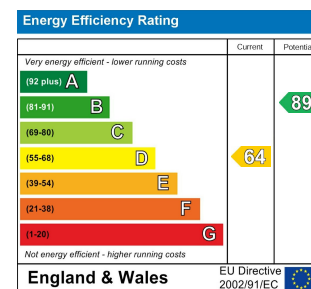 Energy Efficiency Rating
Current Potentia
Very energy efficient - lower running costs
(92 plus) A
(81-91) B
89
(69-80) C
(55-68) D
64
(39-54) E
(21-38) F
(1-20) G
Not energy efficient - higher running costs
England & Wales
EU Directive
2002/91/EC